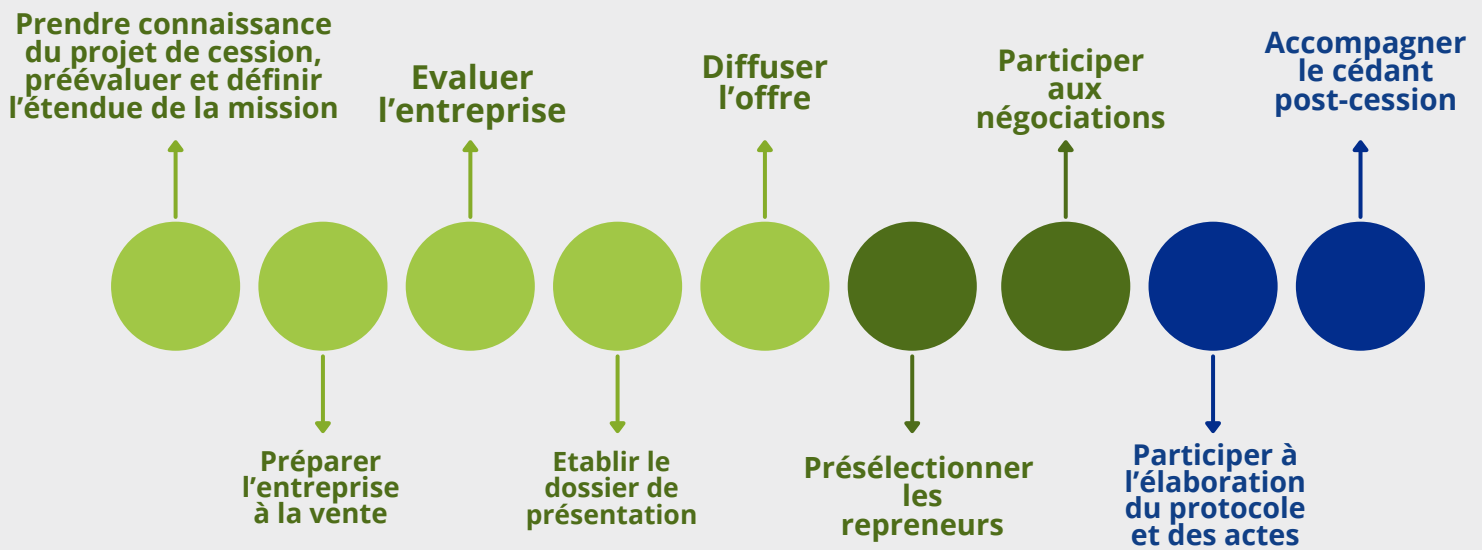 Prendre connaissance
du projet de cession,
préévaluer et définir
l’étendue de la mission
Préparer
l’entreprise
à la vente
Evaluer
l’entreprise
Etablir le
dossier de
présentation
Diffuser
l’offre
Présélectionner
les
repreneurs
Participer
aux
négociations
Participer à
l’élaboration
du protocole
et des actes
Accompagner
le cédant
post-cession